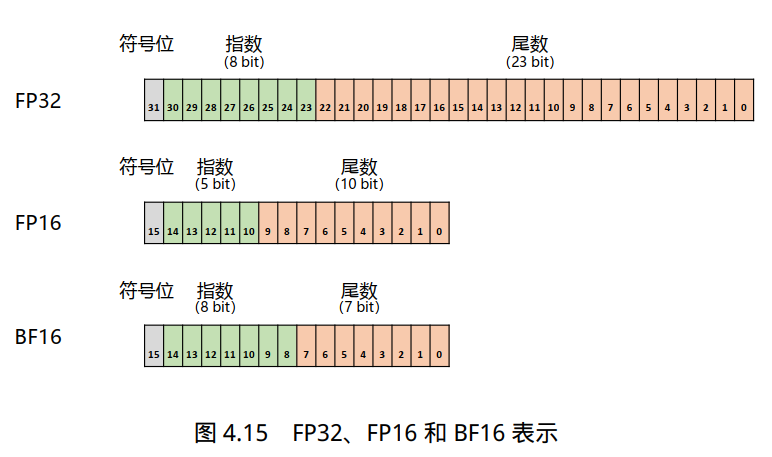 符号位 指数 尾数
(8 bit) (23 bit)
FP32
31 30 29 28 27 26 25 24 23 22 21 20 19 18 17 16 15 14 13 12 11 10 9 8 7 6 5 4 3 2 1 0
符号位 指数 尾数
(5 bit) (10 bit)
FP16
15 14 13 12 11 10 9 8 7 6 5 4 3 2 1 0
符号位 指数 尾数
(8 bit) (7 bit)
BF16
15 14 13 12 11 10 9 8 7 6 5 4 3 2 1 0
图 4.15 FP32、FP16 和 BF16 表示